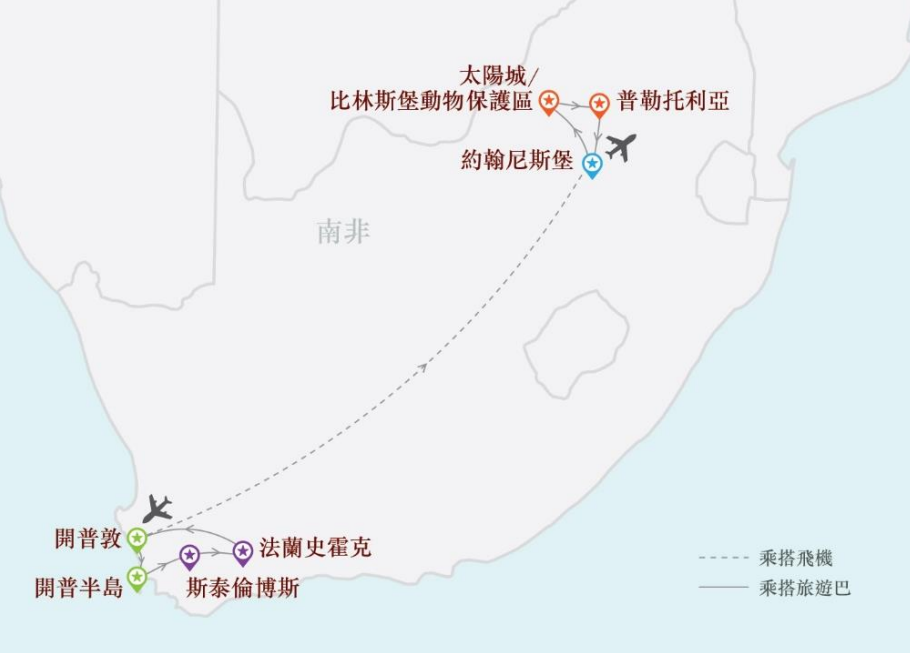 太陽城/
比林斯堡動物保護區
普勒托利亞
約翰尼斯堡
南非
開普敦
法蘭史霍克
開普半島
斯泰倫博斯
乘搭飛機
乘搭旅遊巴